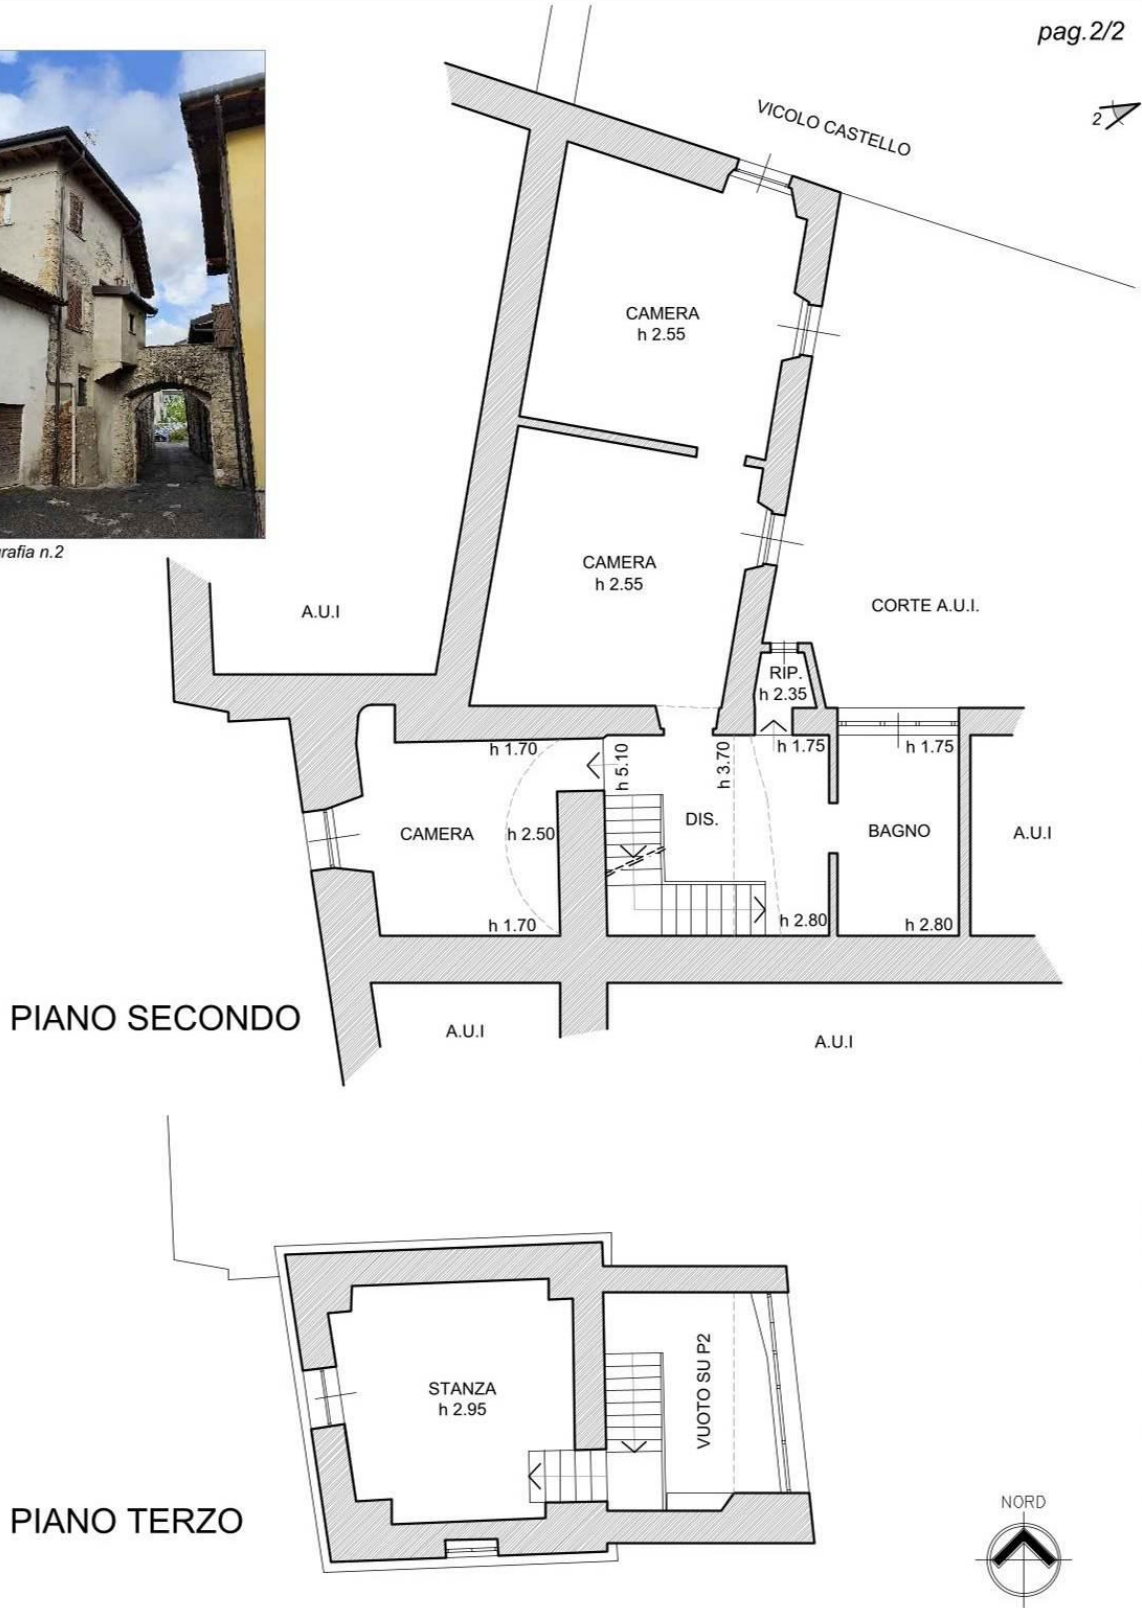 pag.2/2
2
VICOLO CASTELLO
CAMERA
h 2.55
rafia n.2
CAMERA
h 2.55
A.U.I
CORTE A.U.I.
RIP.
h 2.35
h 1.70
h 5.10
h 3.70
h 1.75
h 1.75
CAMERA
h 2.50
DIS.
BAGNO
A.U.I
h 1.70
h 2.80
h 2.80
PIANO SECONDO
A.U.I
A.U.I
STANZA
h 2.95
VUOTO SU P2
PIANO TERZO
NORD